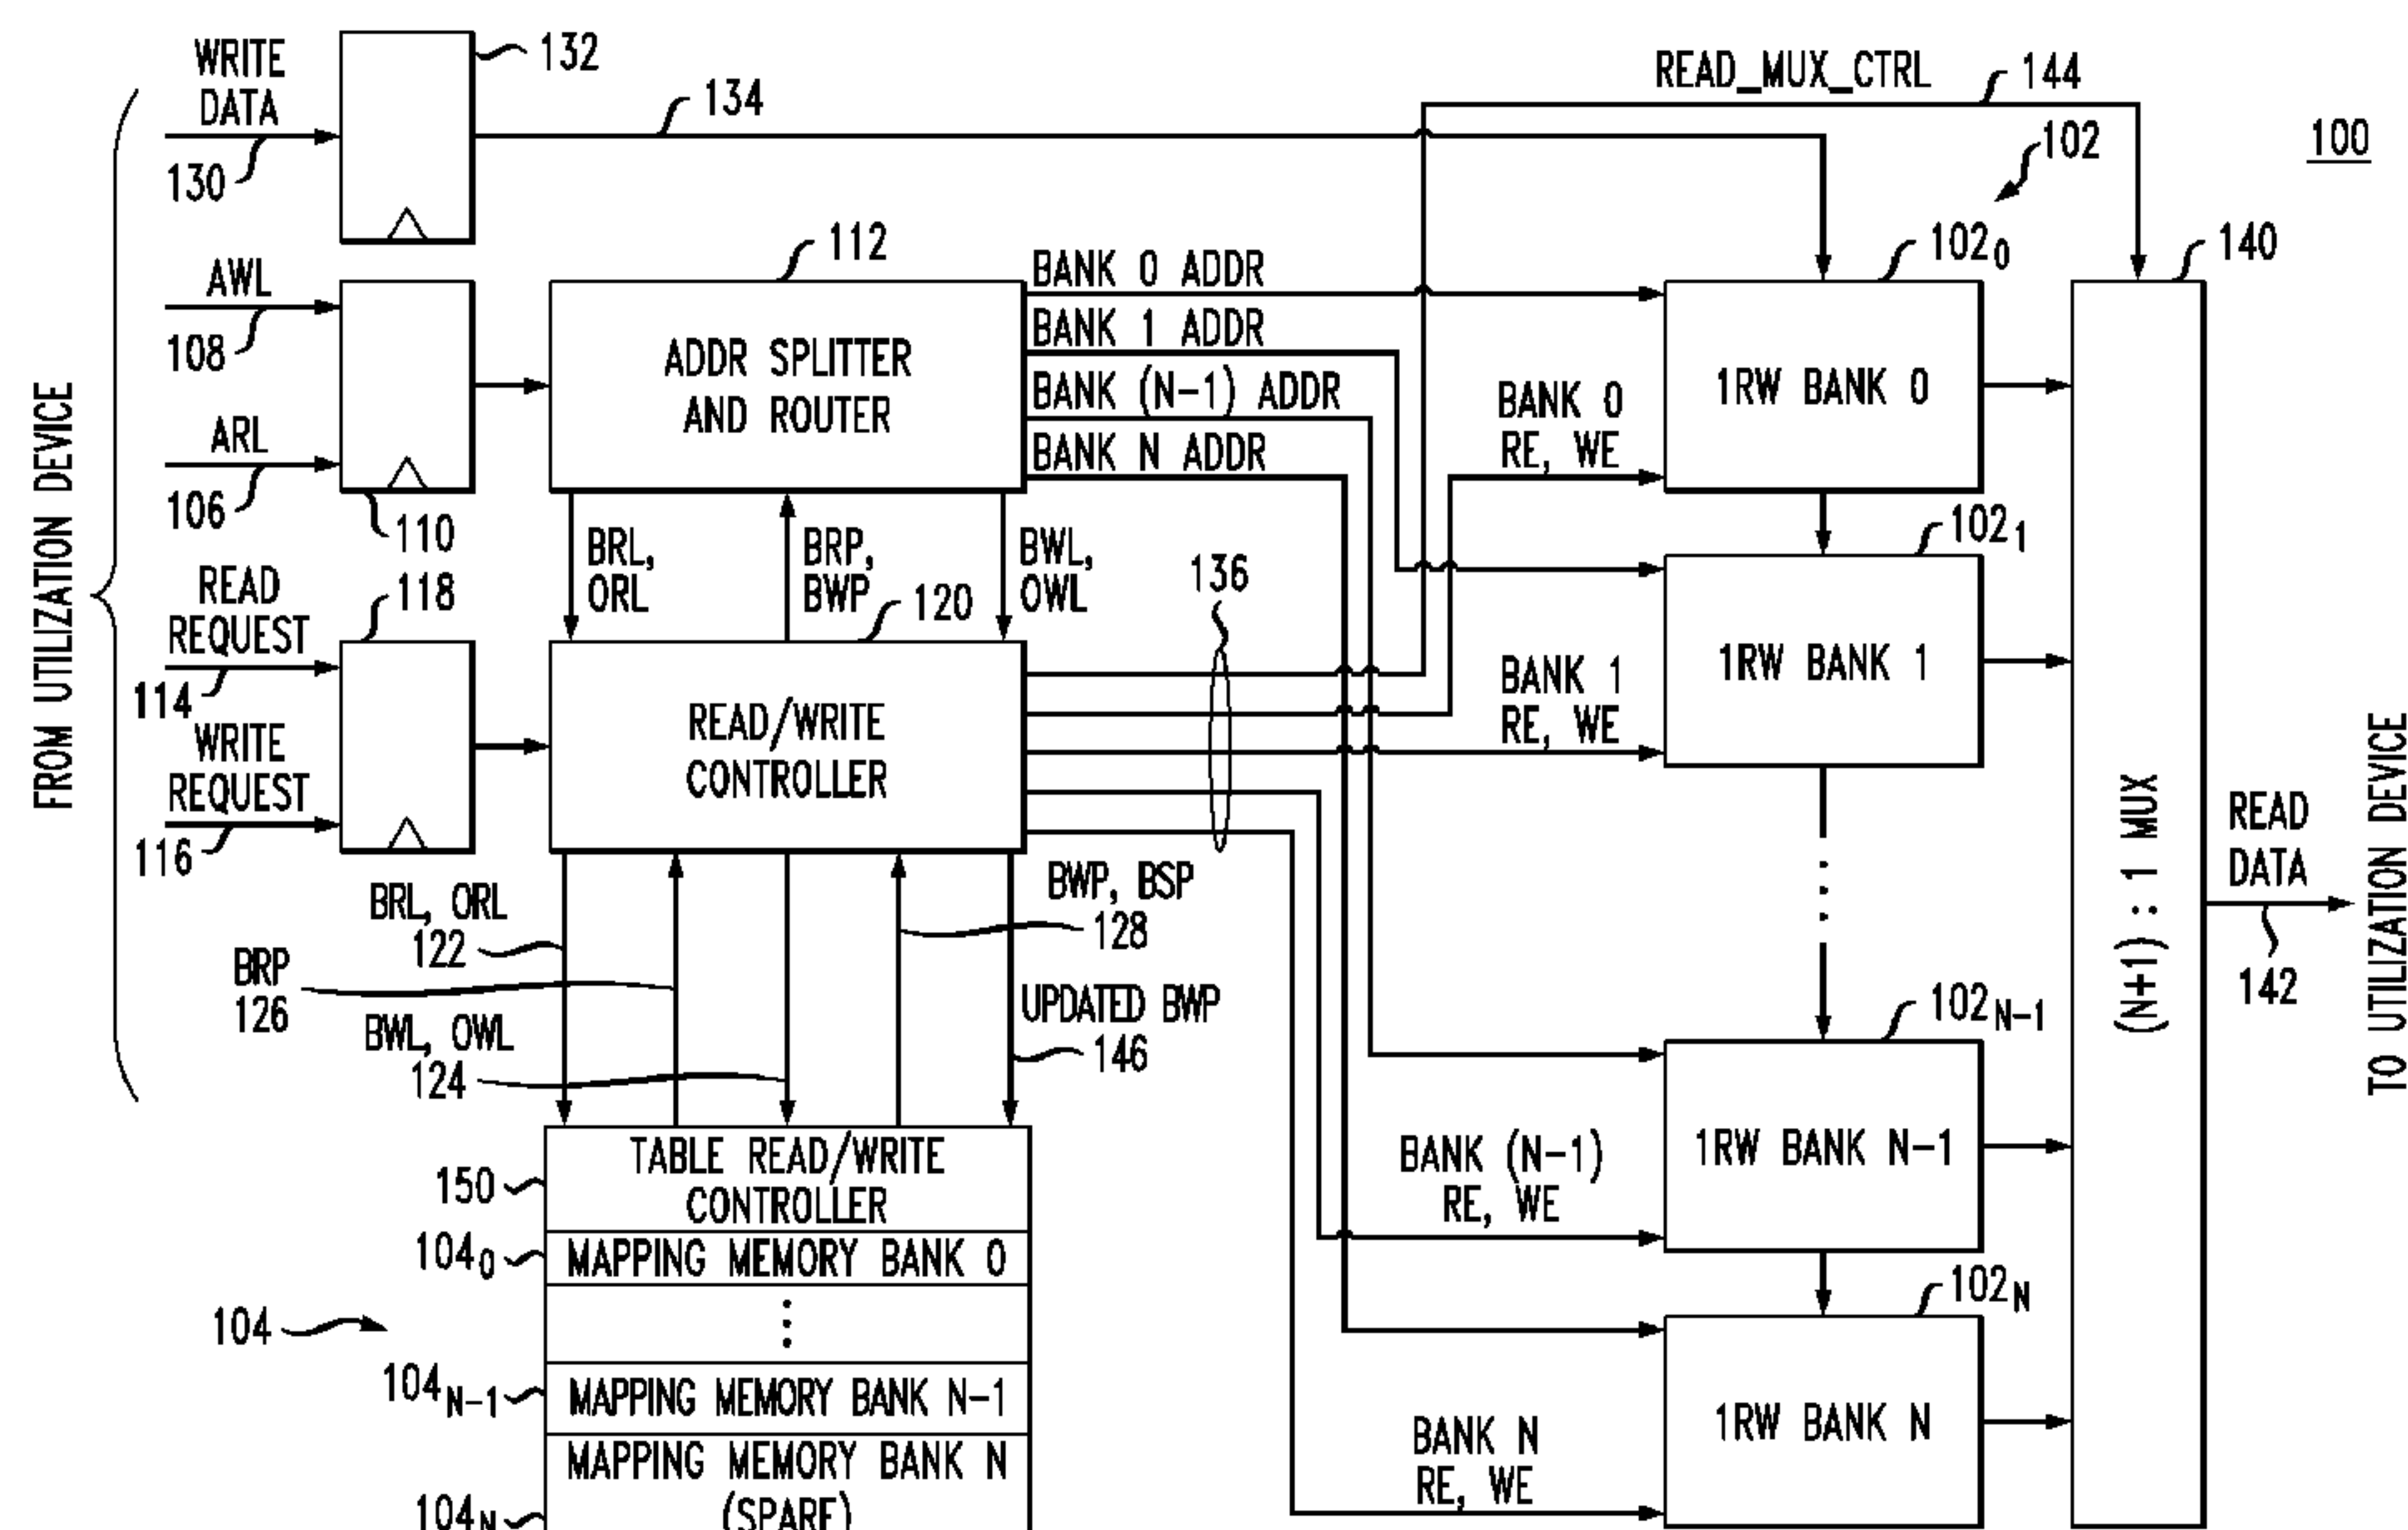 WRITE
DATA
130
132
134
READ_MUX_CTRL
144
102
100
AWL
108
ARL
106
110
112
ADDR SPLITTER
AND ROUTER
BANK 0 ADDR
BANK 1 ADDR
BANK (N-1) ADDR
BANK N ADDR
BANK 0
RE, WE
102₀
1RW BANK 0
140
FROM UTILIZATION DEVICE
READ
REQUEST
114
118
WRITE
REQUEST
116
BRL,
ORL
BRP,
BWP
BWL,
OWL
120
136
READ/WRITE
CONTROLLER
BANK 1
RE, WE
102₁
1RW BANK 1
(N+1) : 1 MUX
READ
DATA
142
TO UTILIZATION DEVICE
BRL, ORL
122
BRP
126
BWL, OWL
124
BWP, BSP
128
UPDATED BWP
146
102N-1
1RW BANK N-1
BANK (N-1)
RE, WE
150
TABLE READ/WRITE
CONTROLLER
104₀
MAPPING MEMORY BANK 0
104
104N-1
MAPPING MEMORY BANK N-1
104N
MAPPING MEMORY BANK N
(SPARE)
102N
1RW BANK N
BANK N
RE, WE